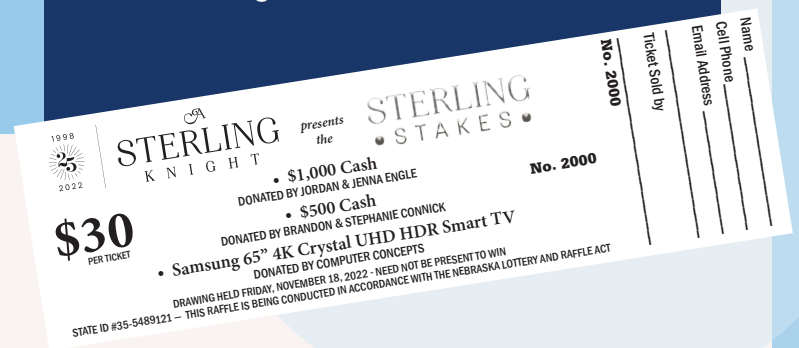 1998
25
2022
A
STERLING
KNIGHT
presents
the
STERLING
STAKES
• $1,000 Cash
DONATED BY JORDAN & JENNA ENGLE
• $500 Cash
DONATED BY BRANDON & STEPHANIE CONNICK
• Samsung 65” 4K Crystal UHD HDR Smart TV
DONATED BY COMPUTER CONCEPTS
DRAWING HELD FRIDAY, NOVEMBER 18, 2022 - NEED NOT BE PRESENT TO WIN
STATE ID #35-5489121 – THIS RAFFLE IS BEING CONDUCTED IN ACCORDANCE WITH THE NEBRASKA LOTTERY AND RAFFLE ACT
$30
PER TICKET
No. 2000
No. 2000
Ticket Sold by
Email Address
Cell Phone
Name